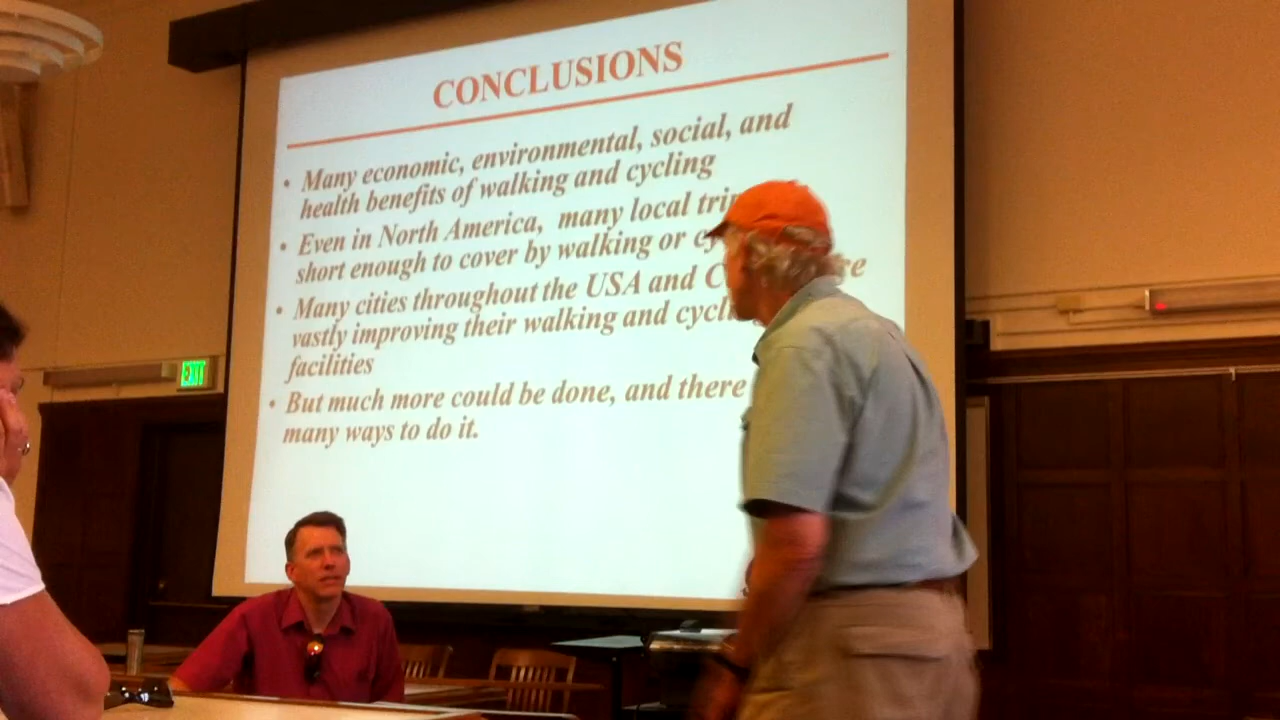 CONCLUSIONS
• Many economic, environmental, social, and
health benefits of walking and cycling
• Even in North America, many local
short enough to cover by walking or
• Many cities throughout the USA and
vastly improving their walking and
facilities
• But much more could be done, and there
many ways to do it.
EXIT